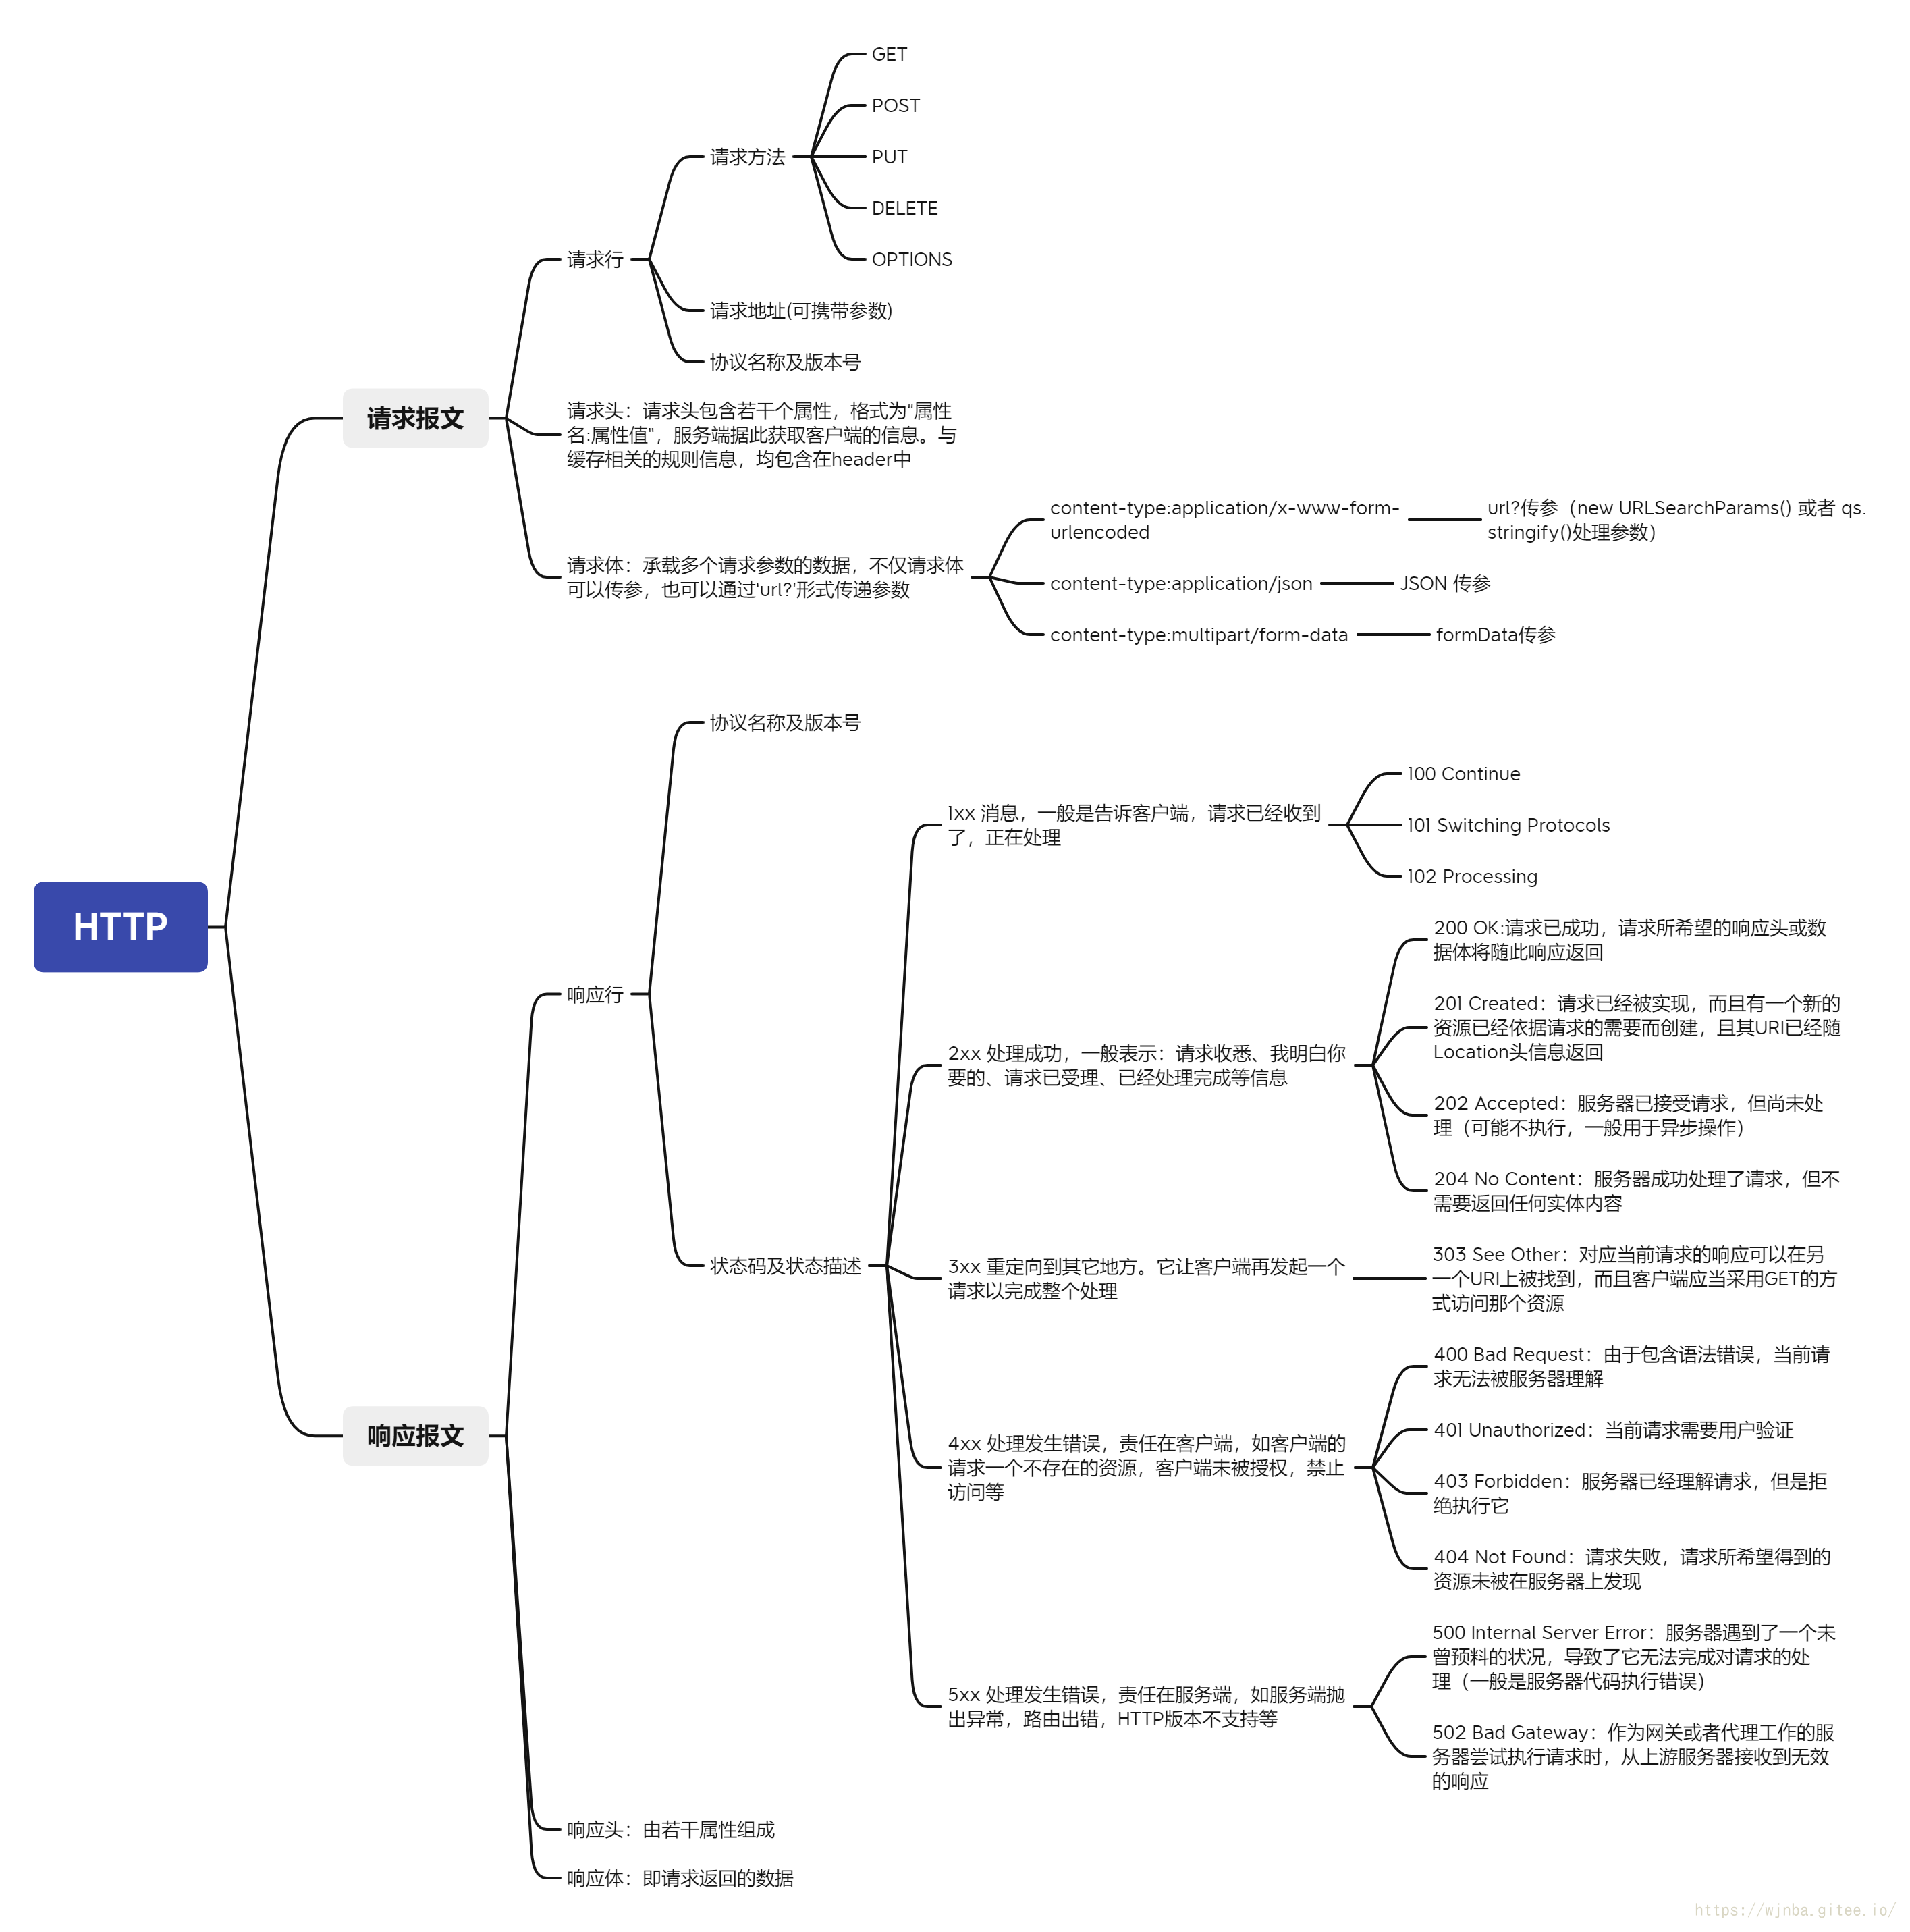 HTTP
请求报文
请求行
请求方法
GET
POST
PUT
DELETE
OPTIONS
请求地址(可携带参数)
协议名称及版本号
请求头：请求头包含若干个属性，格式为"属性
名:属性值"，服务端据此获取客户端的信息。与
缓存相关的规则信息，均包含在header中
请求体：承载多个请求参数的数据，不仅请求体
可以传参，也可以通过'url?'形式传递参数
content-type:application/x-www-form-
urlencoded
url?传参（new URLSearchParams() 或者 qs.
stringify()处理参数）
content-type:application/json
JSON 传参
content-type:multipart/form-data
formData传参
响应报文
响应行
协议名称及版本号
状态码及状态描述
1xx 消息，一般是告诉客户端，请求已经收到
了，正在处理
100 Continue
101 Switching Protocols
102 Processing
2xx 处理成功，一般表示：请求收悉、我明白你
要的、请求已受理、已经处理完成等信息
200 OK:请求已成功，请求所希望的响应头或数
据体将随此响应返回
201 Created：请求已经被实现，而且有一个新的
资源已经依据请求的需要而创建，且其URI已经随
Location头信息返回
202 Accepted：服务器已接受请求，但尚未处
理（可能不执行，一般用于异步操作）
204 No Content：服务器成功处理了请求，但不
需要返回任何实体内容
3xx 重定向到其它地方。它让客户端再发起一个
请求以完成整个处理
303 See Other：对应当前请求的响应可以在另
一个URI上被找到，而且客户端应当采用GET的方
式访问那个资源
4xx 处理发生错误，责任在客户端，如客户端的
请求一个不存在的资源，客户端未被授权，禁止
访问等
400 Bad Request：由于包含语法错误，当前请
求无法被服务器理解
401 Unauthorized：当前请求需要用户验证
403 Forbidden：服务器已经理解请求，但是拒
绝执行它
404 Not Found：请求失败，请求所希望得到的
资源未被在服务器上发现
5xx 处理发生错误，责任在服务端，如服务端抛
出异常，路由出错，HTTP版本不支持等
500 Internal Server Error：服务器遇到了一个未
曾预料的状况，导致了它无法完成对请求的处
理（一般是服务器代码执行错误）
502 Bad Gateway：作为网关或者代理工作的服
务器尝试执行请求时，从上游服务器接收到无效
的响应
响应头：由若干属性组成
响应体：即请求返回的数据
https://wjnba.gitee.io/